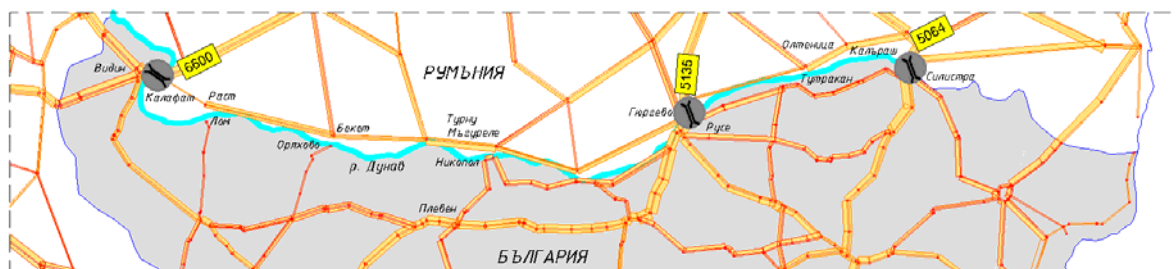 5064
6600
5135
Олтеница
Калъраш
Видин
РУМЪНИЯ
Силистра
Тутракан
Калафат
Раст
Гюргево
Лом
Бекет
Турну
Мъгуреле
Русе
Оряхово
р. Дунав
Никопол
Плевен
БЪЛГАРИЯ